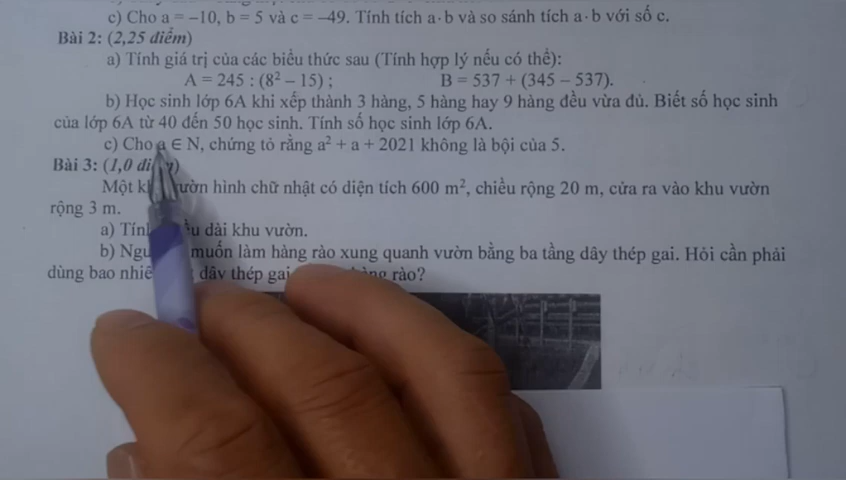 c) Cho a = –10, b = 5 và c = –49. Tính tích a·b và so sánh tích a·b với số c.
Bài 2: (2,25 điểm)
a) Tính giá trị của các biểu thức sau (Tính hợp lý nếu có thể):
A = 245 : (8² – 15) ; B = 537 + (345 – 537).
b) Học sinh lớp 6A khi xếp thành 3 hàng, 5 hàng hay 9 hàng đều vừa đủ. Biết số học sinh
của lớp 6A từ 40 đến 50 học sinh. Tính số học sinh lớp 6A.
c) Cho a ∈ N, chứng tỏ rằng a² + a + 2021 không là bội của 5.
Bài 3: (1,0
Một vườn hình chữ nhật có diện tích 600 m², chiều rộng 20 m, cửa ra vào khu vườn
rộng 3 m.
a) dài khu vườn.
b) muốn làm hàng rào xung quanh vườn bằng ba tầng dây thép gai. Hỏi cần phải
dùng bao dây thép gai rào?